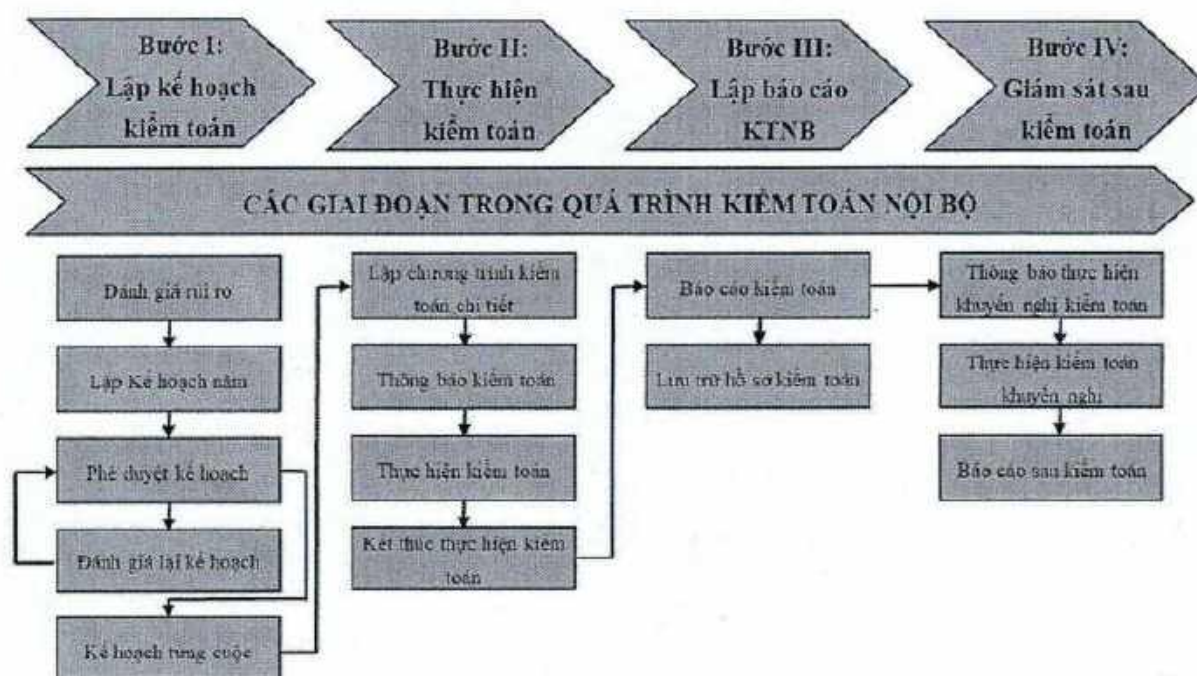 Bước I:
Lập kế hoạch
kiểm toán
Bước II:
Thực hiện
kiểm toán
Bước III:
Lập báo cáo
KTNB
Bước IV:
Giám sát sau
kiểm toán
CÁC GIAI ĐOẠN TRONG QUÁ TRÌNH KIỂM TOÁN NỘI BỘ
Đánh giá rủi ro
Lập Kế hoạch năm
Phê duyệt kế hoạch
Đánh giá lại kế hoạch
Kế hoạch từng cuộc
Lập chương trình kiểm
toán chi tiết
Thông báo kiểm toán
Thực hiện kiểm toán
Kết thúc thực hiện kiểm
toán
Báo cáo kiểm toán
Lưu trữ hồ sơ kiểm toán
Thông báo thực hiện
khuyến nghị kiểm toán
Thực hiện kiểm toán
khuyến nghị
Báo cáo sau kiểm toán